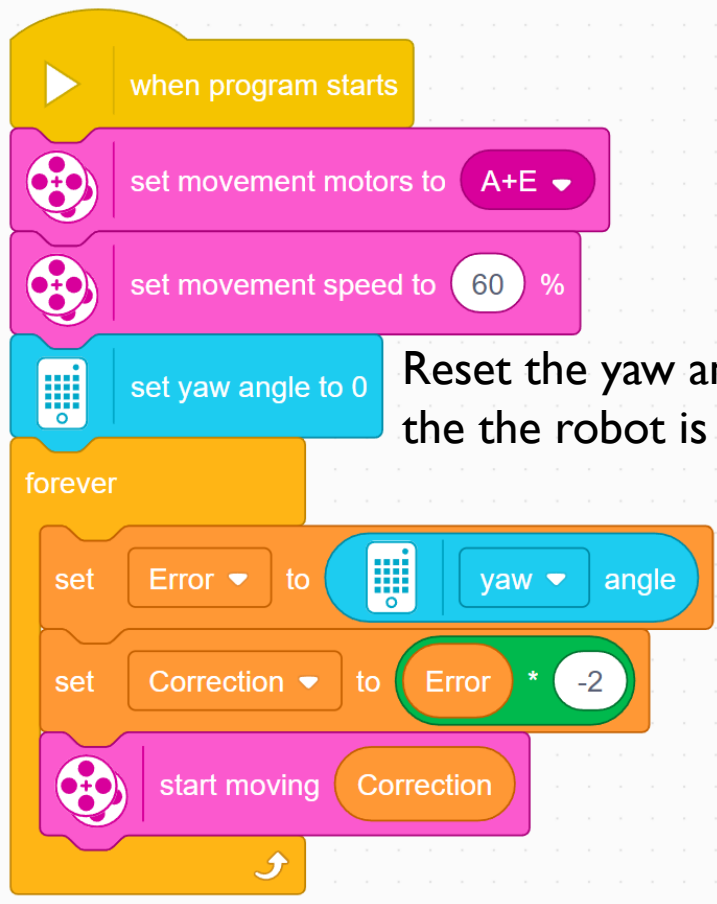 when program starts
set movement motors to A+E
set movement speed to 60 %
set yaw angle to 0
Reset the yaw
the the robot is
forever
set Error to yaw angle
set Correction to Error * -2
start moving Correction